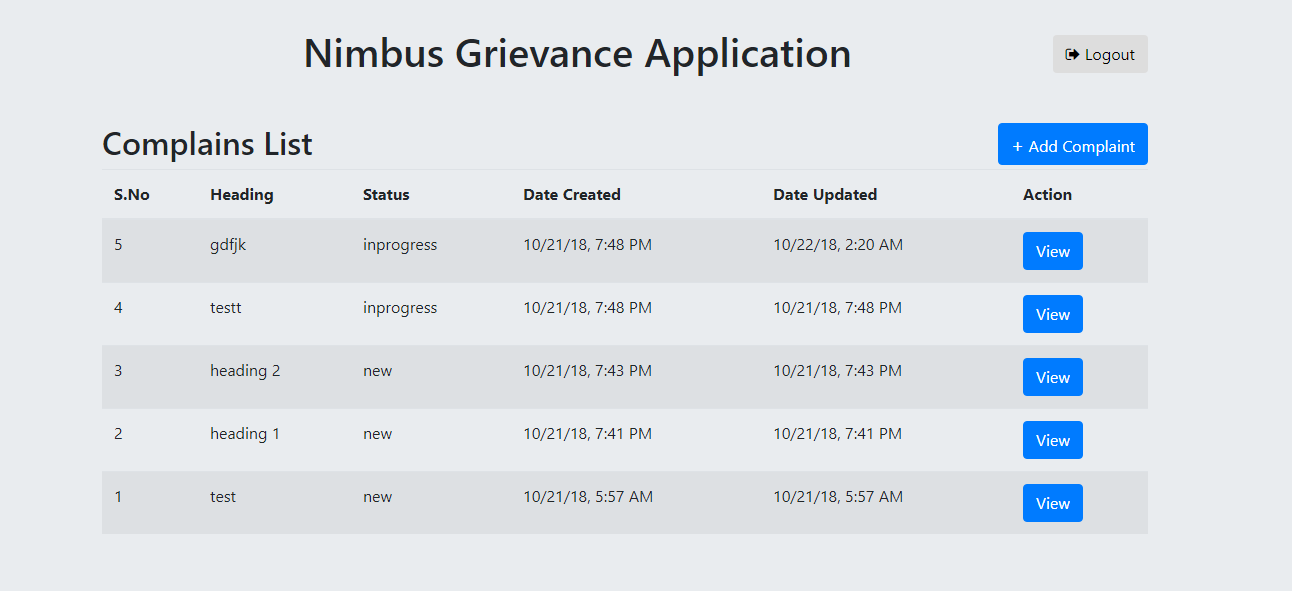 Nimbus Grievance Application
Logout
Complains List
+ Add Complaint
S.No Heading Status Date Created Date Updated Action
5 gdfjk inprogress 10/21/18, 7:48 PM 10/22/18, 2:20 AM View
4 testt inprogress 10/21/18, 7:48 PM 10/21/18, 7:48 PM View
3 heading 2 new 10/21/18, 7:43 PM 10/21/18, 7:43 PM View
2 heading 1 new 10/21/18, 7:41 PM 10/21/18, 7:41 PM View
1 test new 10/21/18, 5:57 AM 10/21/18, 5:57 AM View